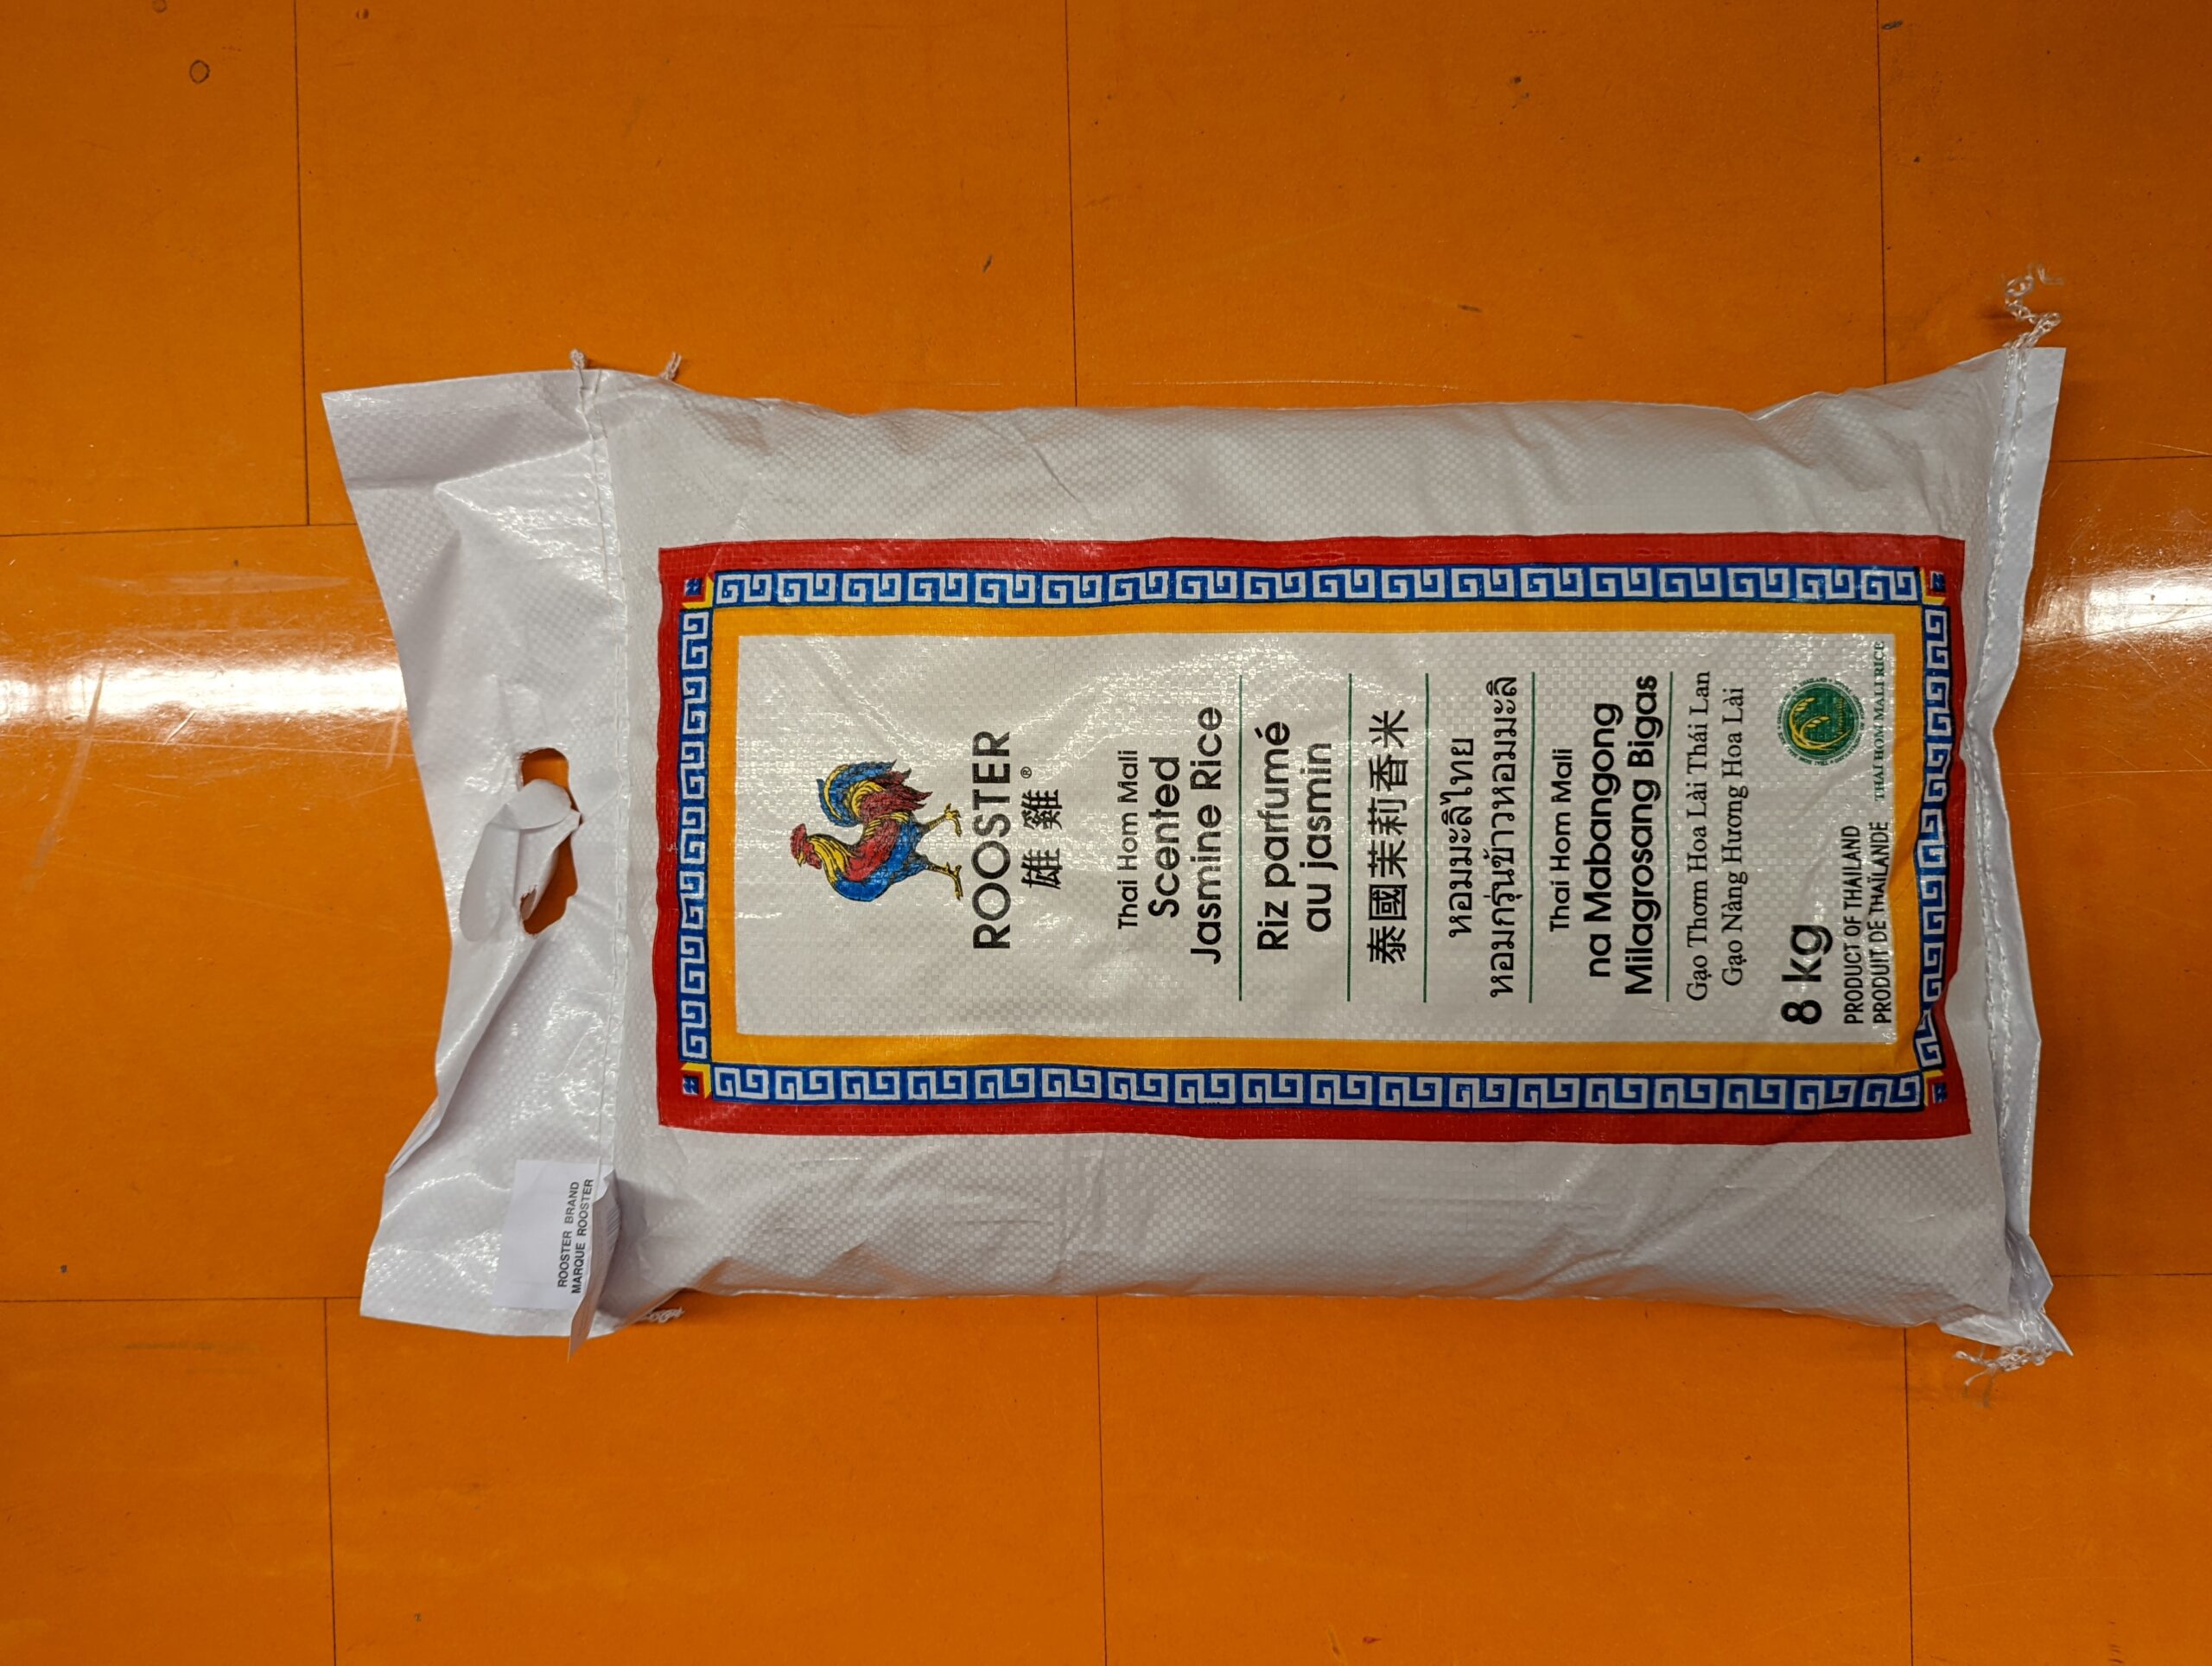 ROOSTER BRAND
MARQUE ROOSTER
ROOSTER
雄雞®
Thai Hom Mali
Scented
Jasmine Rice
Riz parfumé
au jasmin
泰國茉莉香米
หอมมะลิไทย
หอมกรุ่นข้าวหอมมะลิ
Thai Hom Mali
na Mabangong
Milagrosang Bigas
Gạo Thơm Hoa Lài Thái Lan
Gạo Nàng Hương Hoa Lài
8 kg
PRODUCT OF THAILAND
PRODUIT DE THAÏLANDE
THAI HOM MALI RICE